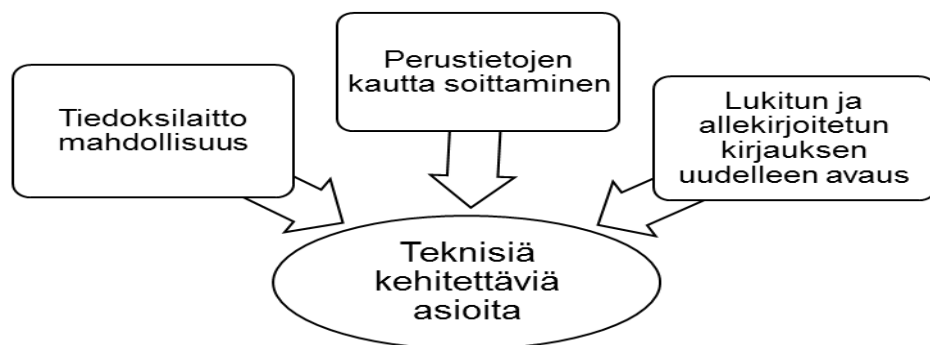 Tiedoksilaitto
mahdollisuus
Perustietojen
kautta soittaminen
Lukitun ja
allekirjoitetun
kirjauksen
uudelleen avaus
Teknisiä
kehitettäviä
asioita